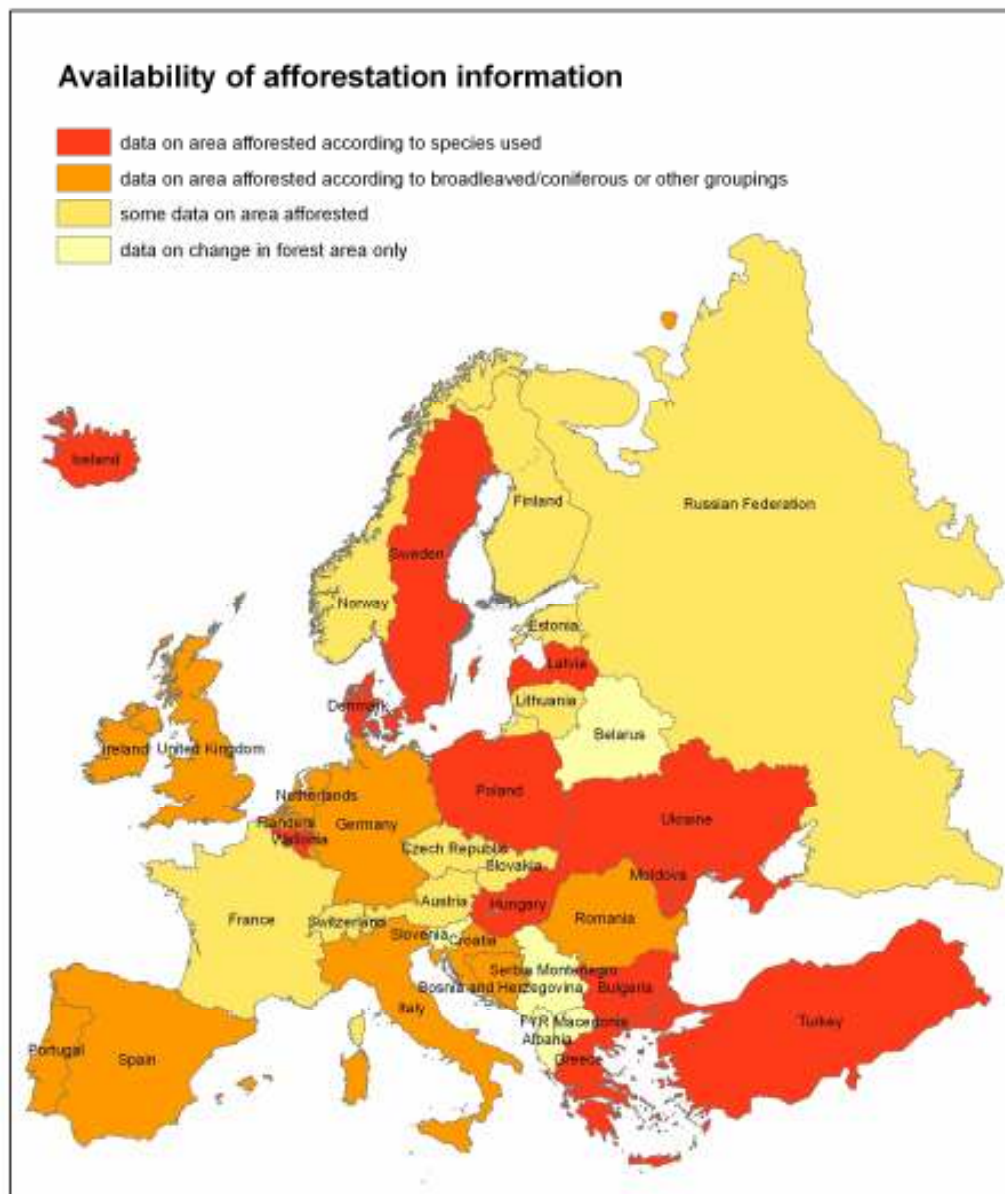 Availability of afforestation information
data on area afforested according to species used
data on area afforested according to broadleaved/coniferous or other groupings
some data on area afforested
data on change in forest area only
Iceland
Finland
Russian Federation
Sweden
Norway
Estonia
Latvia
Denmark
Lithuania
Belarus
Ireland
United Kingdom
Netherlands
Poland
Flanders
Germany
Ukraine
Wallonia
Czech Republic
Slovakia
Moldova
Austria
Hungary
France
Switzerland
Romania
Slovenia
Croatia
Serbia Montenegro
Bosnia and Herzegovina
Bulgaria
Italy
FYR Macedonia
Turkey
Albania
Portugal
Spain
Greece